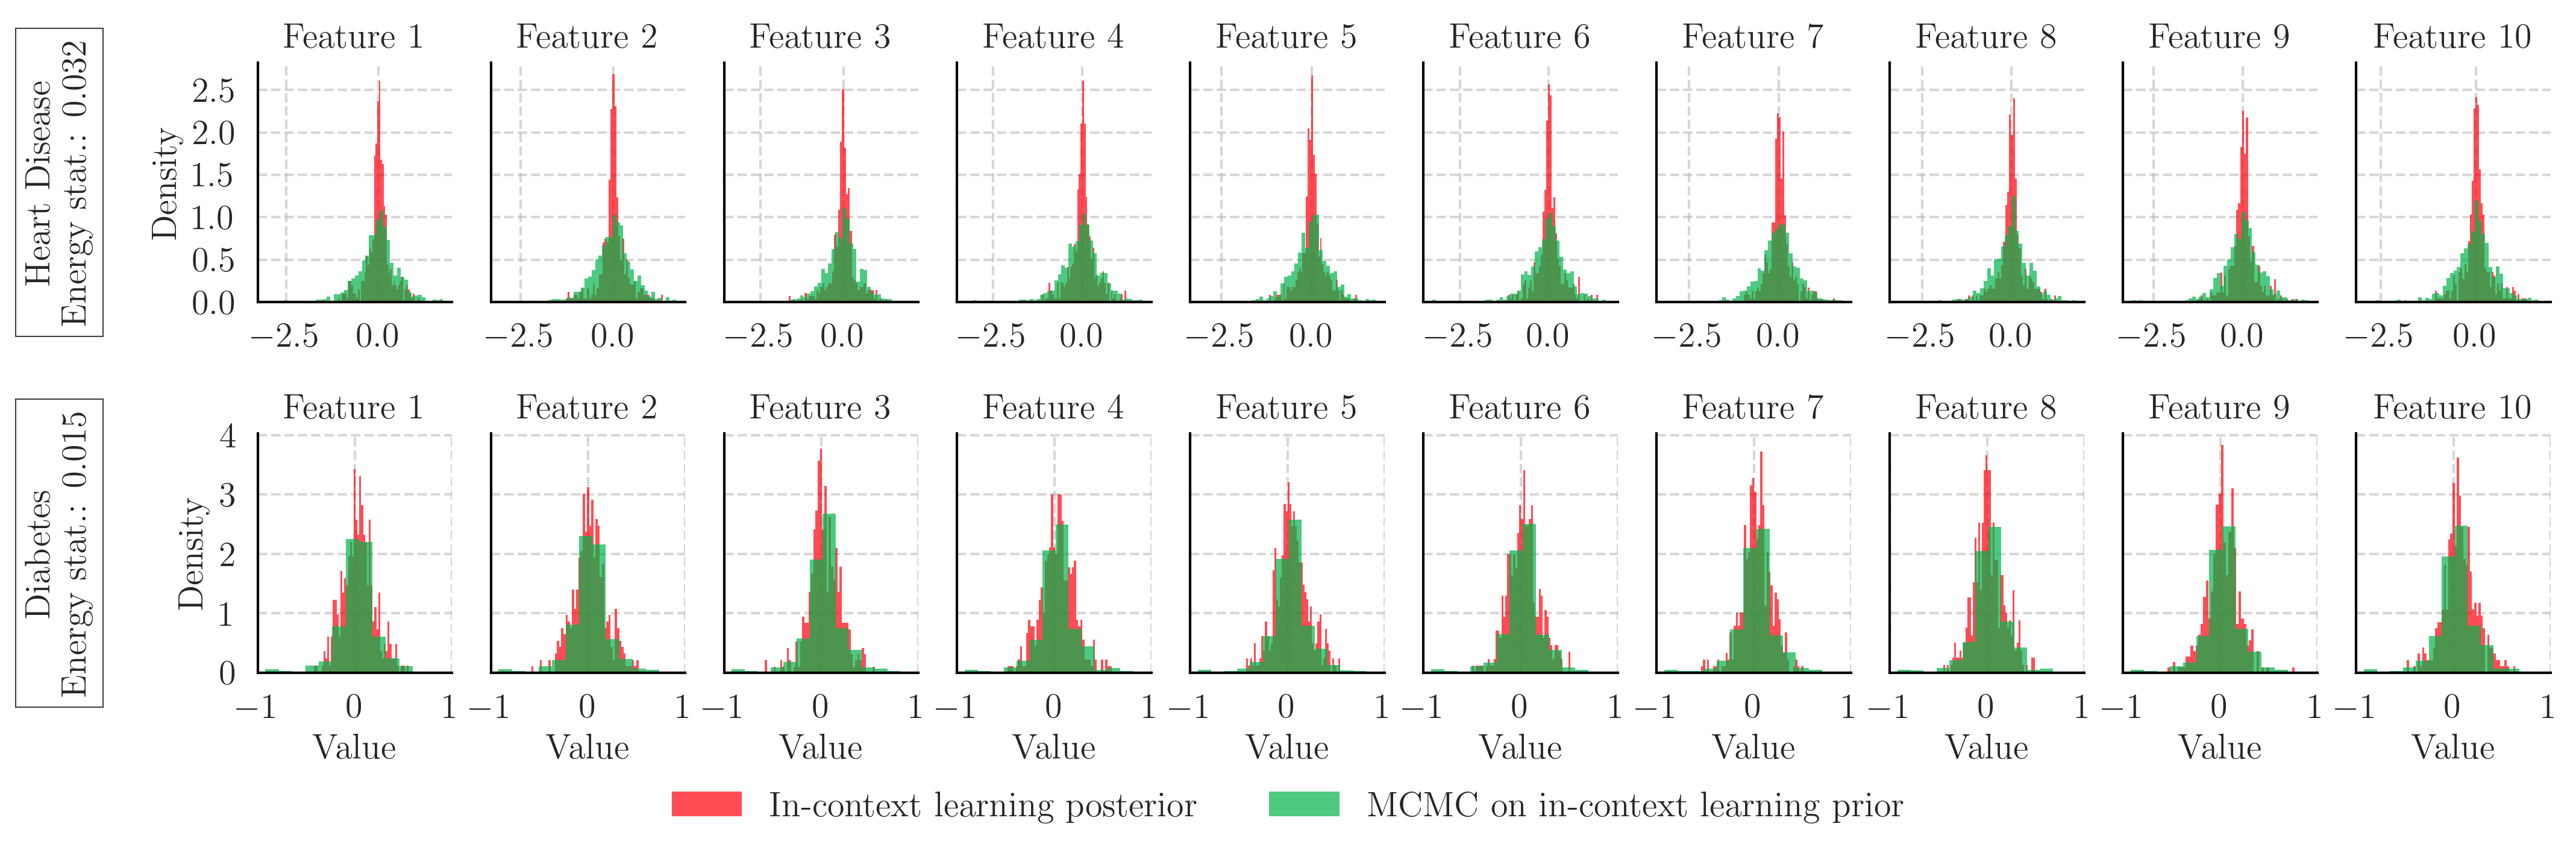 Heart Disease
Energy stat.: 0.032
Feature 1 Feature 2 Feature 3 Feature 4 Feature 5 Feature 6 Feature 7 Feature 8 Feature 9 Feature 10
Density
2.5
2.0
1.5
1.0
0.5
0.0
−2.5 0.0 −2.5 0.0 −2.5 0.0 −2.5 0.0 −2.5 0.0 −2.5 0.0 −2.5 0.0 −2.5 0.0 −2.5 0.0 −2.5 0.0
Diabetes
Energy stat.: 0.015
Feature 1 Feature 2 Feature 3 Feature 4 Feature 5 Feature 6 Feature 7 Feature 8 Feature 9 Feature 10
Density
4
3
2
1
0
−1 0 1 −1 0 1 −1 0 1 −1 0 1 −1 0 1 −1 0 1 −1 0 1 −1 0 1 −1 0 1 −1 0 1
Value Value Value Value Value Value Value Value Value Value
In-context learning posterior MCMC on in-context learning prior